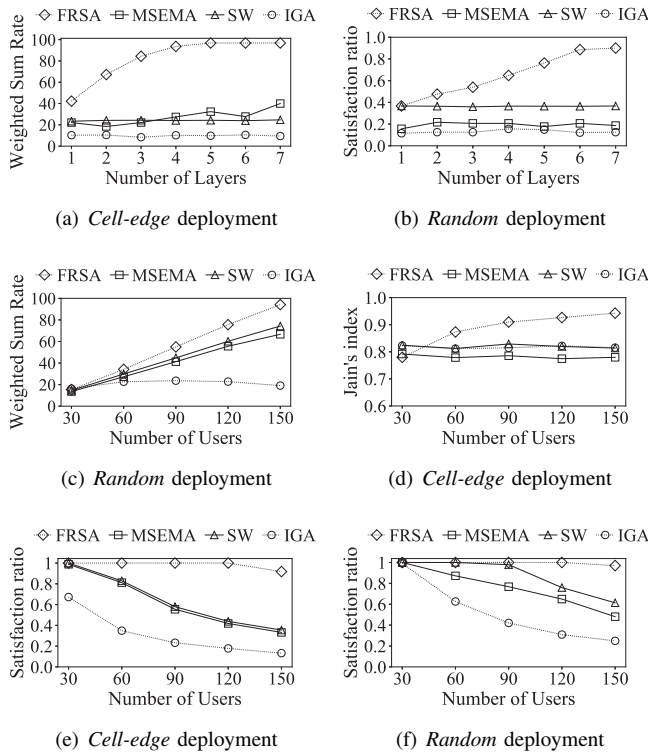 FRSA MSEMA SW IGA
Weighted Sum Rate
100
80
60
40
20
0
1 2 3 4 5 6 7
Number of Layers
(a) Cell-edge deployment
FRSA MSEMA SW IGA
Satisfaction ratio
1.0
0.8
0.6
0.4
0.2
0.0
1 2 3 4 5 6 7
Number of Layers
(b) Random deployment
FRSA MSEMA SW IGA
Weighted Sum Rate
100
80
60
40
20
0
30 60 90 120 150
Number of Users
(c) Random deployment
FRSA MSEMA SW IGA
Jain's index
1.0
0.9
0.8
0.7
0.6
30 60 90 120 150
Number of Users
(d) Cell-edge deployment
FRSA MSEMA SW IGA
Satisfaction ratio
1
0.8
0.6
0.4
0.2
0.0
30 60 90 120 150
Number of Users
(e) Cell-edge deployment
FRSA MSEMA SW IGA
Satisfaction ratio
1
0.8
0.6
0.4
0.2
0.0
30 60 90 120 150
Number of Users
(f) Random deployment